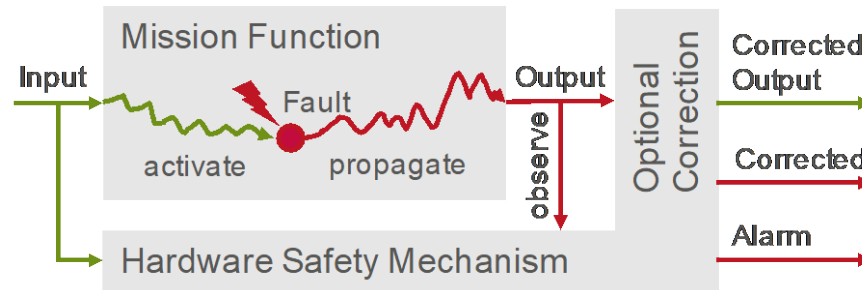 Mission Function
Input
Fault
activate
propagate
Output
observe
Optional
Correction
Corrected
Output
Corrected
Alarm
Hardware Safety Mechanism